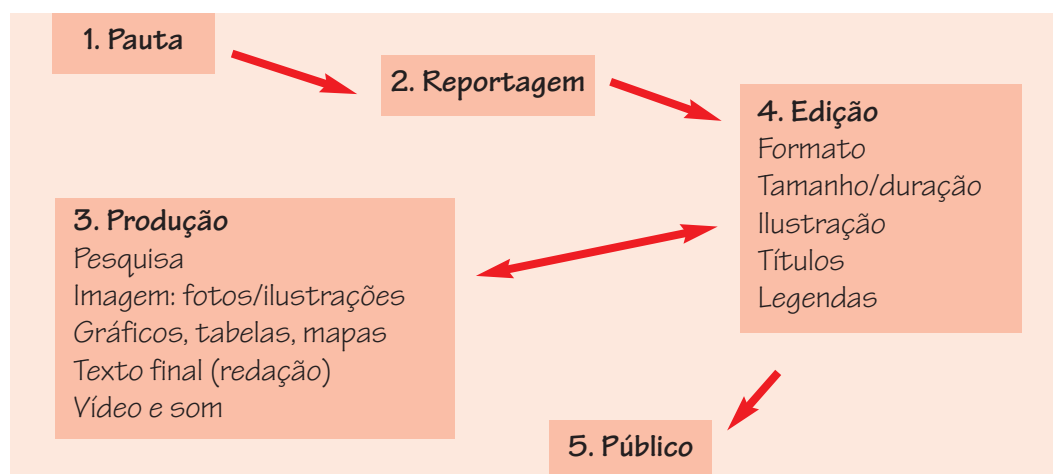 1. Pauta
2. Reportagem
4. Edição
Formato
Tamanho/duração
Ilustração
Títulos
Legendas
3. Produção
Pesquisa
Imagem: fotos/ilustrações
Gráficos, tabelas, mapas
Texto final (redação)
Vídeo e som
5. Público